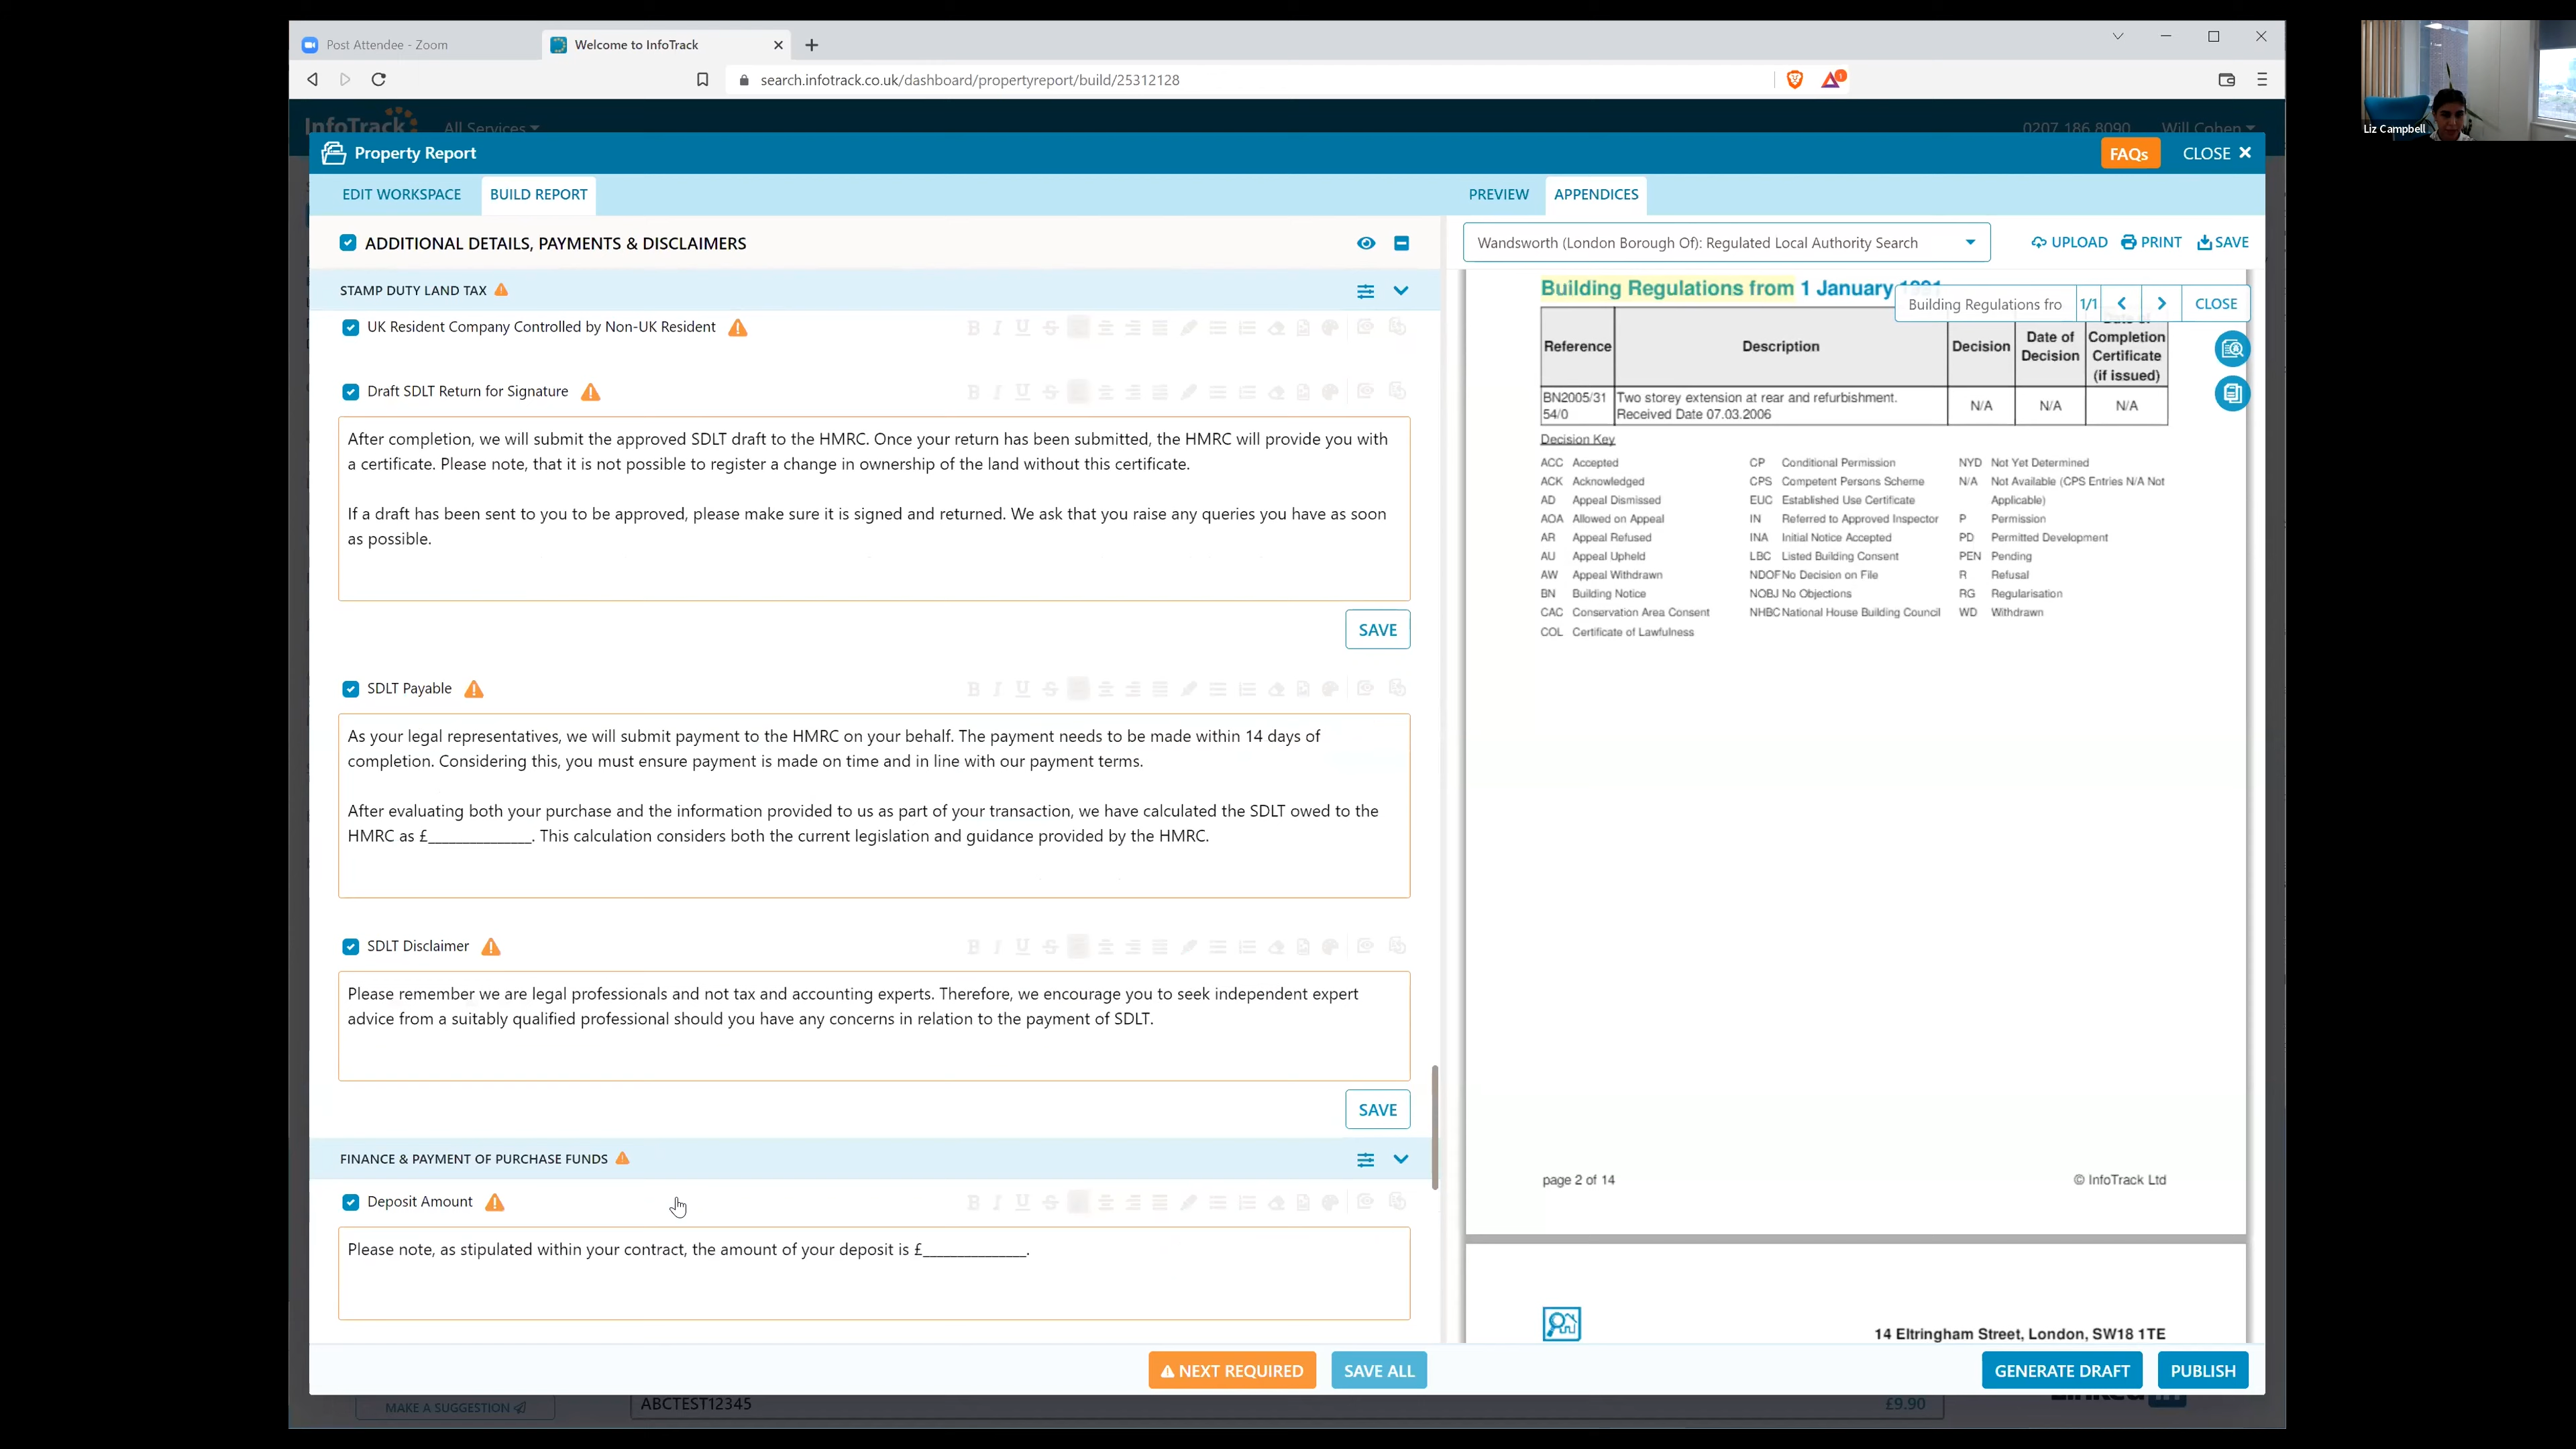 Post Attendee - Zoom
Welcome to InfoTrack
search.infotrack.co.uk/dashboard/propertyreport/build/25312128
1
InfoTrack
All Services
0207 186 8090
Will Cohen
Liz Campbell
Property Report
FAQs
CLOSE
EDIT WORKSPACE
BUILD REPORT
PREVIEW
APPENDICES
ADDITIONAL DETAILS, PAYMENTS & DISCLAIMERS
STAMP DUTY LAND TAX
UK Resident Company Controlled by Non-UK Resident
Draft SDLT Return for Signature
After completion, we will submit the approved SDLT draft to the HMRC. Once your return has been submitted, the HMRC will provide you with
a certificate. Please note, that it is not possible to register a change in ownership of the land without this certificate.
If a draft has been sent to you to be approved, please make sure it is signed and returned. We ask that you raise any queries you have as soon
as possible.
SAVE
SDLT Payable
As your legal representatives, we will submit payment to the HMRC on your behalf. The payment needs to be made within 14 days of
completion. Considering this, you must ensure payment is made on time and in line with our payment terms.
After evaluating both your purchase and the information provided to us as part of your transaction, we have calculated the SDLT owed to the
HMRC as £_______________. This calculation considers both the current legislation and guidance provided by the HMRC.
SDLT Disclaimer
Please remember we are legal professionals and not tax and accounting experts. Therefore, we encourage you to seek independent expert
advice from a suitably qualified professional should you have any concerns in relation to the payment of SDLT.
SAVE
FINANCE & PAYMENT OF PURCHASE FUNDS
Deposit Amount
Please note, as stipulated within your contract, the amount of your deposit is £_______________.
NEXT REQUIRED
SAVE ALL
Wandsworth (London Borough Of): Regulated Local Authority Search
UPLOAD
PRINT
SAVE
Building Regulations from 1 January
Building Regulations fro
1/1
CLOSE
Reference
Description
Decision
Date of
Decision
Completion
Certificate
(if issued)
BN2005/31
54/0
Two storey extension at rear and refurbishment.
Received Date 07.03.2006
N/A
N/A
N/A
Decision Key
ACC Accepted
ACK Acknowledged
AD Appeal Dismissed
AOA Allowed on Appeal
AR Appeal Refused
AU Appeal Upheld
AW Appeal Withdrawn
BN Building Notice
CAC Conservation Area Consent
COL Certificate of Lawfulness
CP Conditional Permission
CPS Competent Persons Scheme
EUC Established Use Certificate
IN Referred to Approved Inspector
INA Initial Notice Accepted
LBC Listed Building Consent
NDOF No Decision on File
NOBJ No Objections
NHBC National House Building Council
NYD Not Yet Determined
N/A Not Available (CPS Entries N/A Not
Applicable)
P Permission
PD Permitted Development
PEN Pending
R Refusal
RG Regularisation
WD Withdrawn
page 2 of 14
© InfoTrack Ltd
14 Eltringham Street, London, SW18 1TE
GENERATE DRAFT
PUBLISH
MAKE A SUGGESTION
ABCTEST12345
£9.90